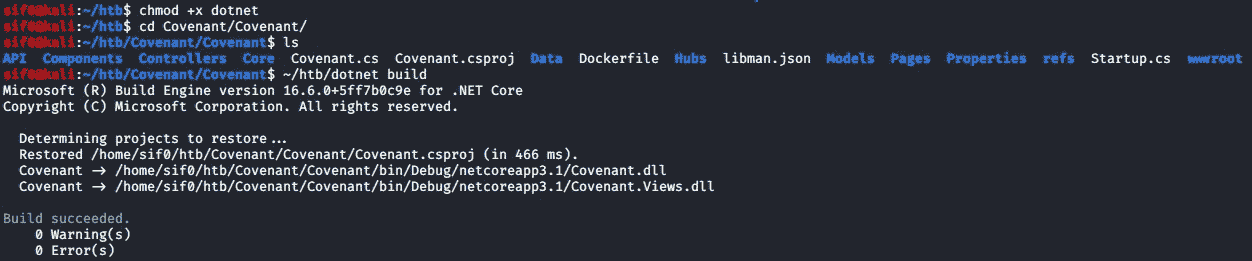 sif0@kali:~/htb$ chmod +x dotnet
sif0@kali:~/htb$ cd Covenant/Covenant/
sif0@kali:~/htb/Covenant/Covenant$ ls
API Components Controllers Core Covenant.cs Covenant.csproj Data Dockerfile Hubs libman.json Models Pages Properties refs Startup.cs wwwroot
sif0@kali:~/htb/Covenant/Covenant$ ~/htb/dotnet build
Microsoft (R) Build Engine version 16.6.0+5ff7b0c9e for .NET Core
Copyright (C) Microsoft Corporation. All rights reserved.
Determining projects to restore...
Restored /home/sif0/htb/Covenant/Covenant/Covenant.csproj (in 466 ms).
Covenant -> /home/sif0/htb/Covenant/Covenant/bin/Debug/netcoreapp3.1/Covenant.dll
Covenant -> /home/sif0/htb/Covenant/Covenant/bin/Debug/netcoreapp3.1/Covenant.Views.dll
Build succeeded.
0 Warning(s)
0 Error(s)